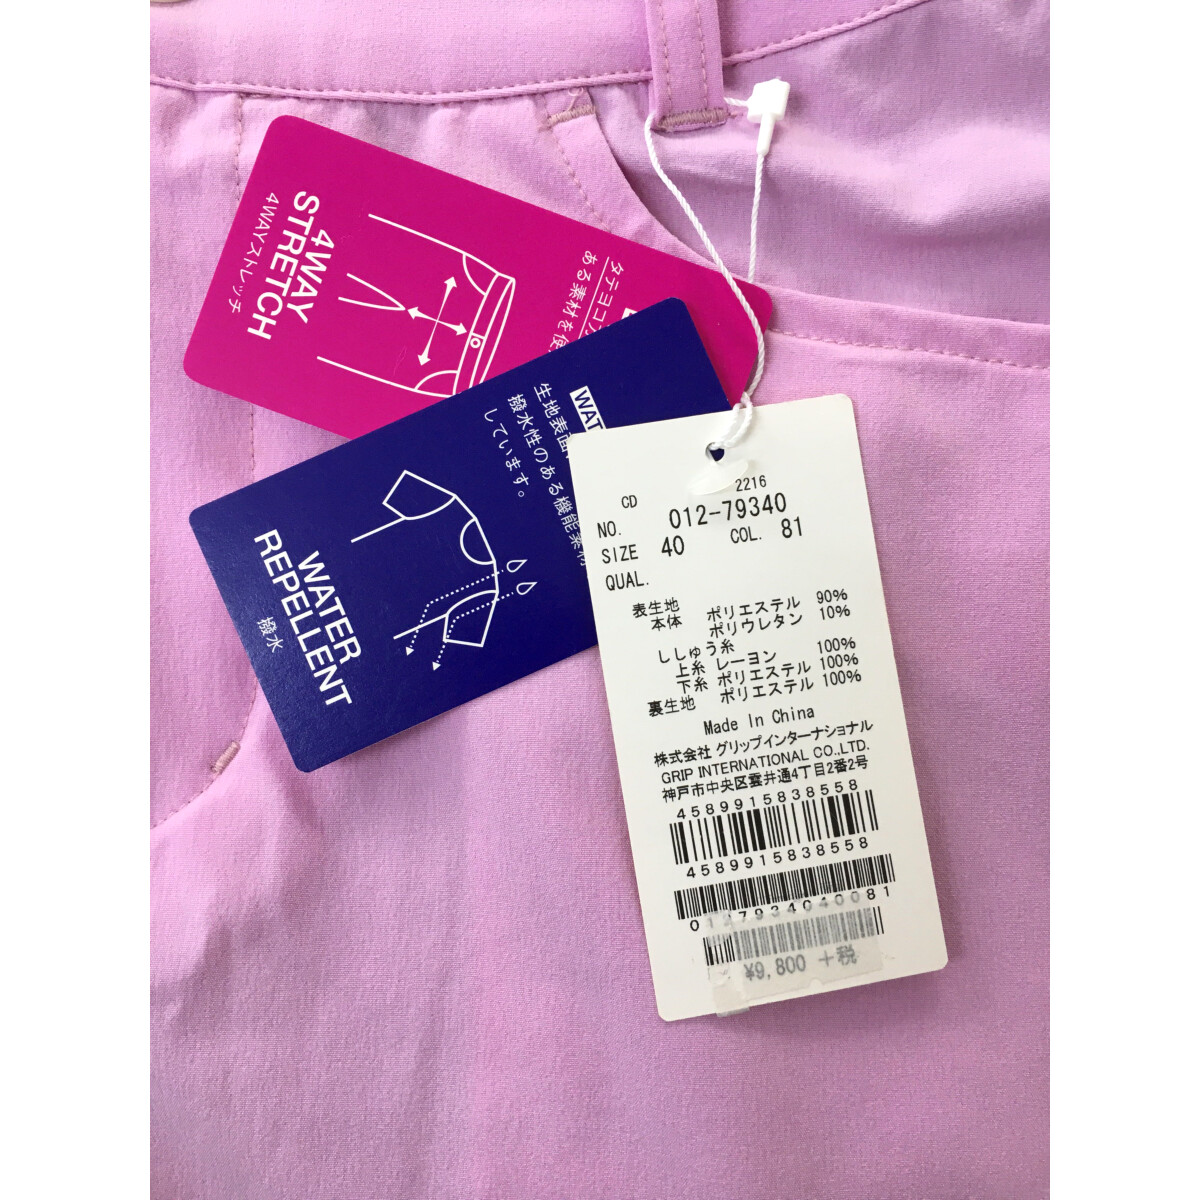 4WAY
STRETCH
4WAYストレッチ
タテヨコ
ある素材を使
WATER
REPELLENT
撥水
WAT
生地表面
撥水性のある機能素材
しています。
CD 2216
NO. 012-79340
SIZE 40 COL. 81
QUAL.
表生地 ポリエステル 90%
本体 ポリウレタン 10%
ししゅう糸
上糸 レーヨン 100%
下糸 ポリエステル 100%
裏生地 ポリエステル 100%
Made In China
株式会社 グリップインターナショナル
GRIP INTERNATIONAL CO.,LTD.
神戸市中央区雲井通4丁目2番2号
4589915838558
4589915838558
0127934040081
¥9,800 +税